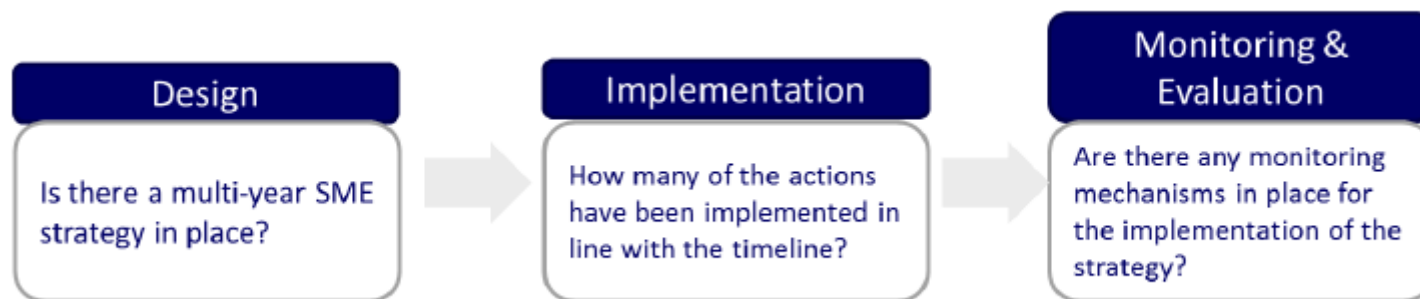 Design
Is there a multi-year SME
strategy in place?
Implementation
How many of the actions
have been implemented in
line with the timeline?
Monitoring &
Evaluation
Are there any monitoring
mechanisms in place for
the implementation of the
strategy?